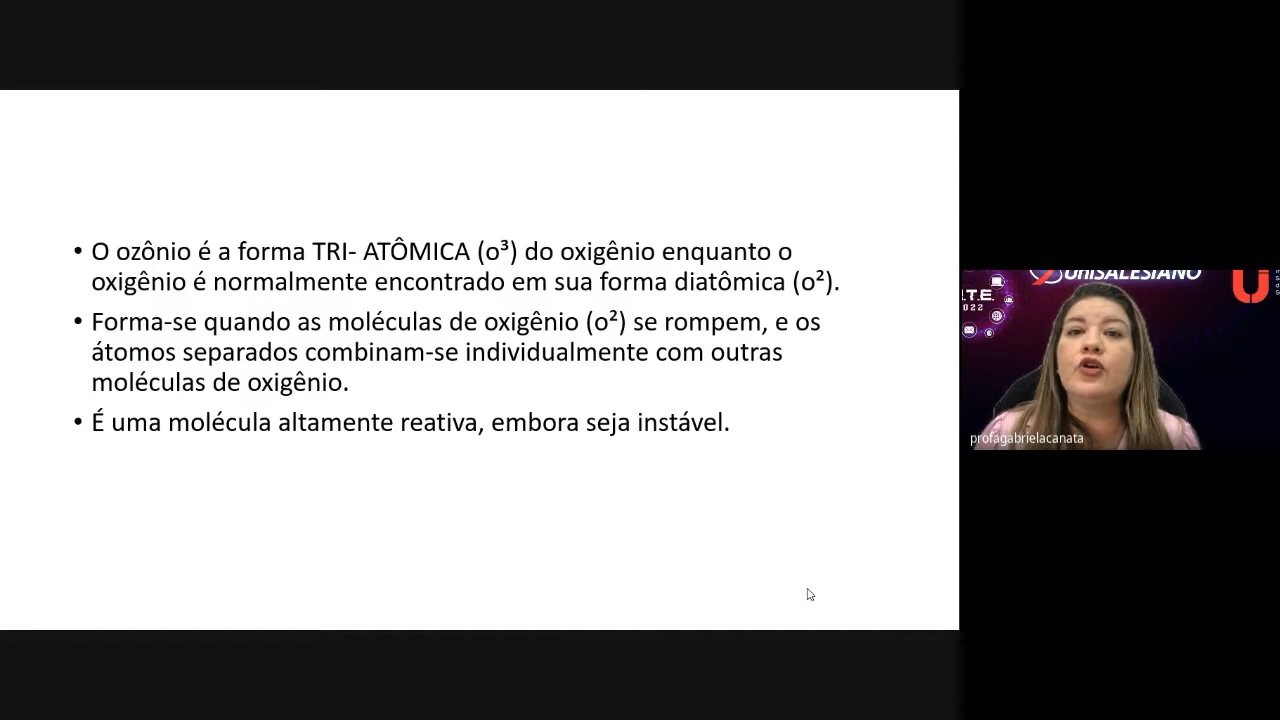 • O ozônio é a forma TRI- ATÔMICA (o³) do oxigênio enquanto o
oxigênio é normalmente encontrado em sua forma diatômica (o²).
• Forma-se quando as moléculas de oxigênio (o²) se rompem, e os
átomos separados combinam-se individualmente com outras
moléculas de oxigênio.
• É uma molécula altamente reativa, embora seja instável.
UNISALESIANO
.T.E.
2022
profagabrielacanata